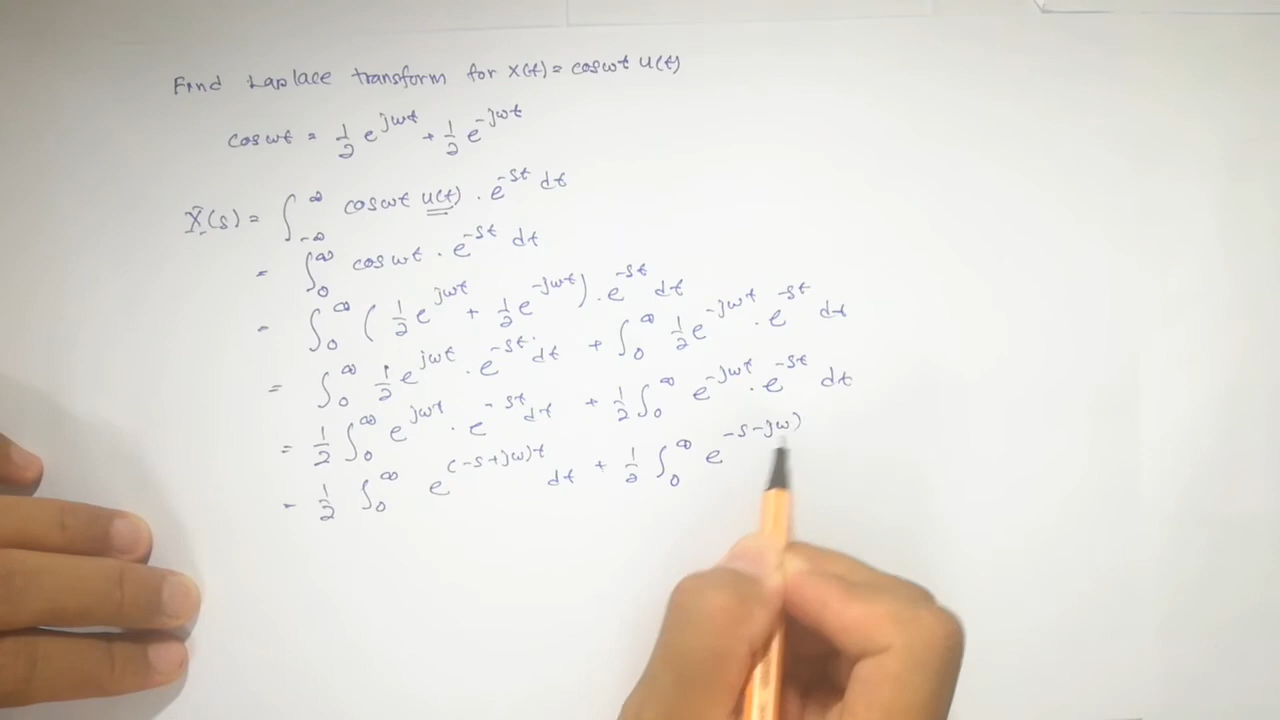 Find Laplace transform for x(t) = cosωt u(t)
cosωt = 1/2 e^{jωt} + 1/2 e^{-jωt}
X(s) = ∫_{-∞}^{∞} cosωt u(t) . e^{-st} dt
= ∫_0^∞ cosωt . e^{-st} dt
= ∫_0^∞ ( 1/2 e^{jωt} + 1/2 e^{-jωt} ) . e^{-st} dt
= ∫_0^∞ 1/2 e^{jωt} . e^{-st} dt + ∫_0^∞ 1/2 e^{-jωt} . e^{-st} dt
= 1/2 ∫_0^∞ e^{jωt} . e^{-st} dt + 1/2 ∫_0^∞ e^{-jωt} . e^{-st} dt
= 1/2 ∫_0^∞ e^{(-s+jω)t} dt + 1/2 ∫_0^∞ e^{-s-jω)}